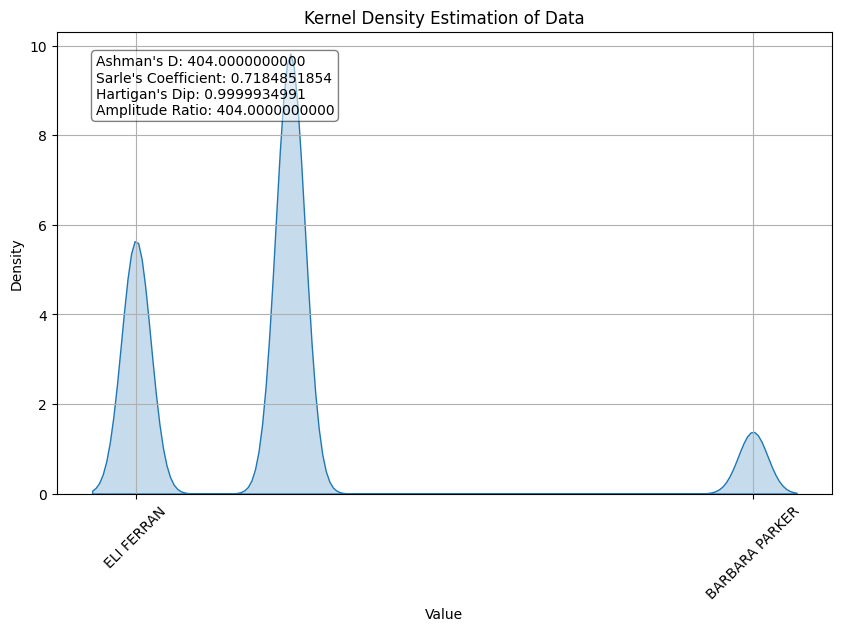 Kernel Density Estimation of Data
Ashman's D: 404.0000000000
Sarle's Coefficient: 0.7184851854
Hartigan's Dip: 0.9999934991
Amplitude Ratio: 404.0000000000
10
8
6
4
2
0
Density
ELI FERRAN
BARBARA PARKER
Value